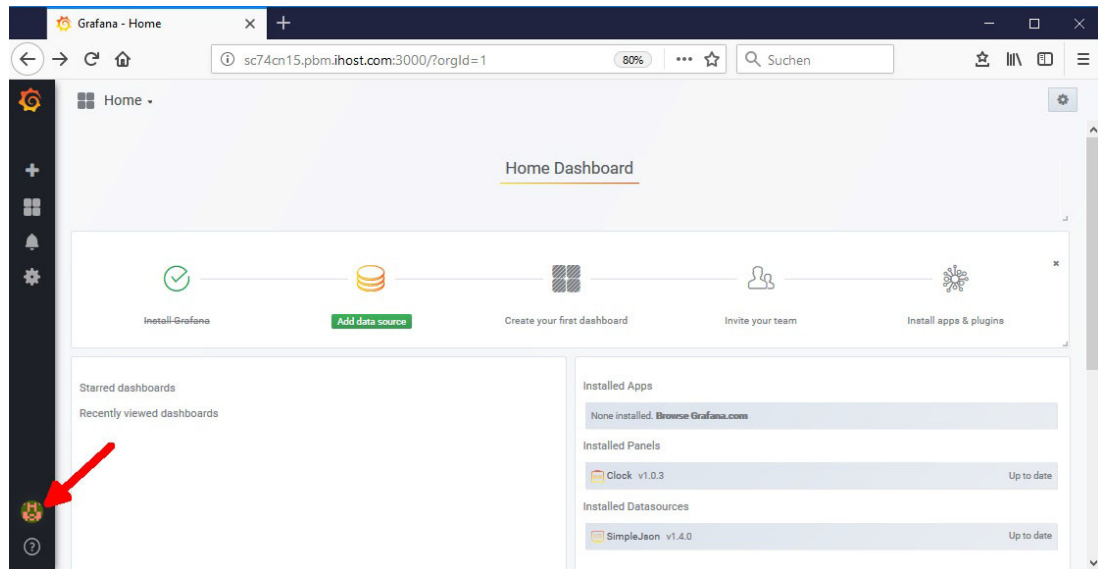 Grafana - Home
sc74cn15.pbm.ihost.com:3000/?orgId=1
80%
Suchen
Home
Home Dashboard
Install Grafana
Add data source
Create your first dashboard
Invite your team
Install apps & plugins
Starred dashboards
Recently viewed dashboards
Installed Apps
None installed. Browse Grafana.com
Installed Panels
Clock v1.0.3
Up to date
Installed Datasources
SimpleJson v1.4.0
Up to date